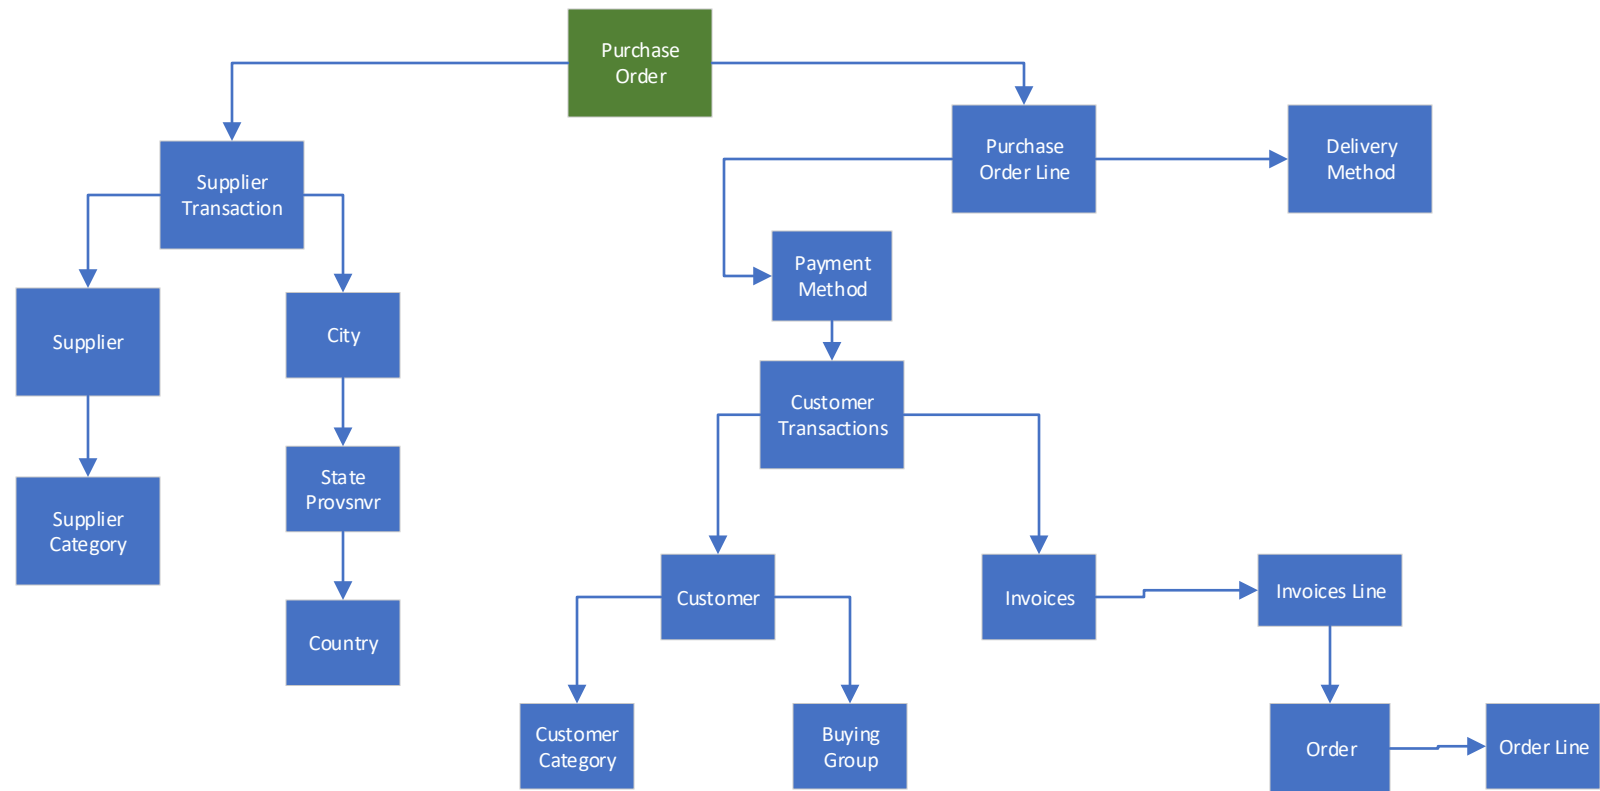 Purchase
Order
Purchase
Order Line
Delivery
Method
Supplier
Transaction
Payment
Method
Supplier
City
Customer
Transactions
State
Provsnvr
Supplier
Category
Customer
Invoices
Invoices Line
Country
Customer
Category
Buying
Group
Order
Order Line